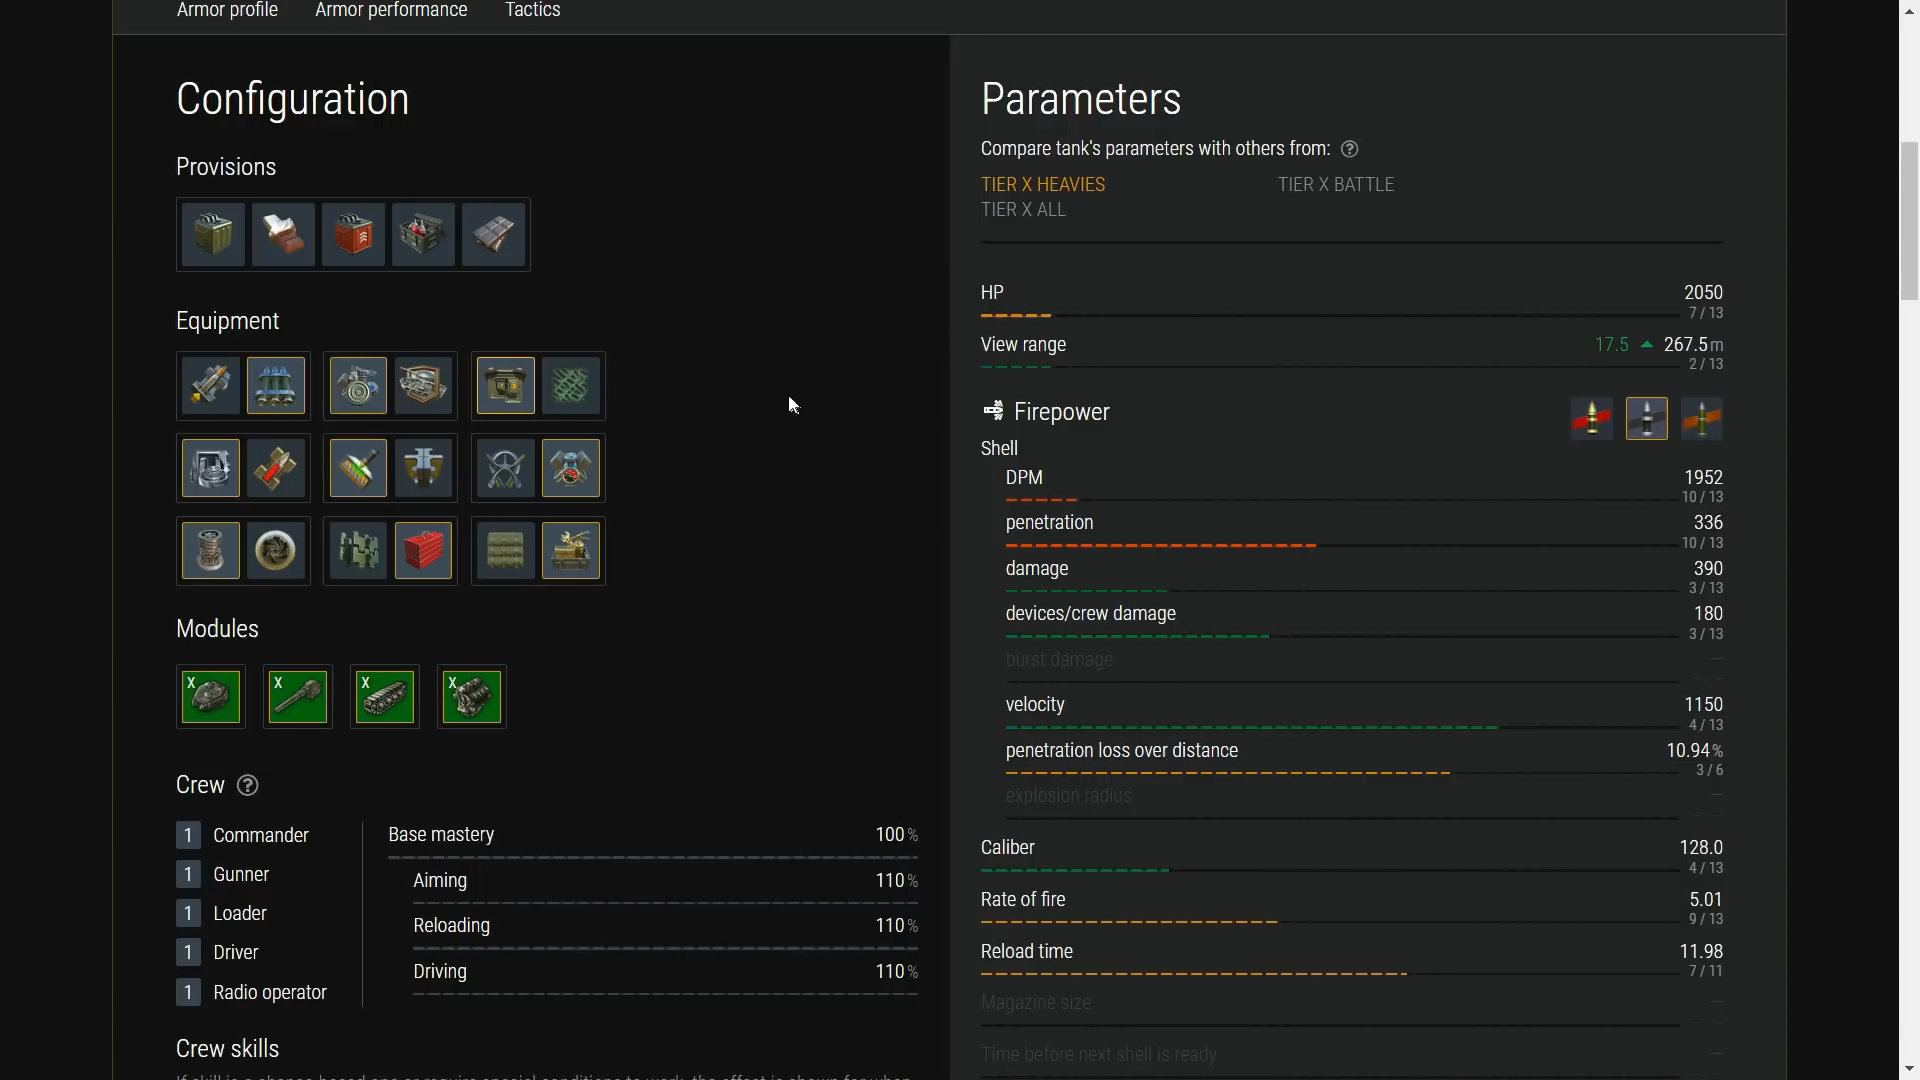 Armor profile Armor performance Tactics
Configuration
Provisions
Equipment
Modules
X X X X
Crew ?
1 Commander
1 Gunner
1 Loader
1 Driver
1 Radio operator
Base mastery 100%
Aiming 110%
Reloading 110%
Driving 110%
Crew skills
Parameters
Compare tank's parameters with others from: ?
TIER X HEAVIES TIER X BATTLE
TIER X ALL
HP 2050
7 / 13
View range 17.5 267.5 m
2 / 13
Firepower
Shell
DPM 1952
10 / 13
penetration 336
10 / 13
damage 390
3 / 13
devices/crew damage 180
3 / 13
burst damage —
velocity 1150
4 / 13
penetration loss over distance 10.94%
3 / 6
explosion radius —
Caliber 128.0
4 / 13
Rate of fire 5.01
9 / 13
Reload time 11.98
7 / 11
Magazine size —
Time before next shell is ready —